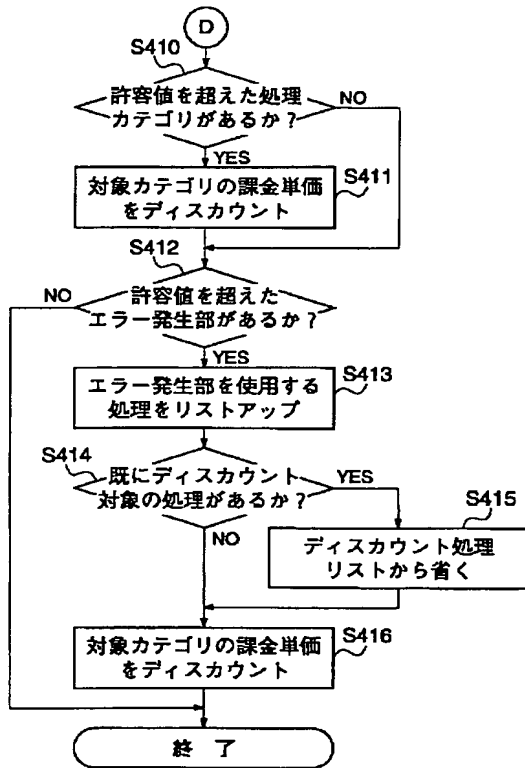 D
S410
許容値を超えた処理
カテゴリがあるか?
NO
YES
S411
対象カテゴリの課金単価
をディスカウント
S412
NO
許容値を超えた
エラー発生部があるか?
YES
S413
エラー発生部を使用する
処理をリストアップ
S414
既にディスカウント
対象の処理があるか?
YES
NO
S415
ディスカウント処理
リストから省く
S416
対象カテゴリの課金単価
をディスカウント
終 了